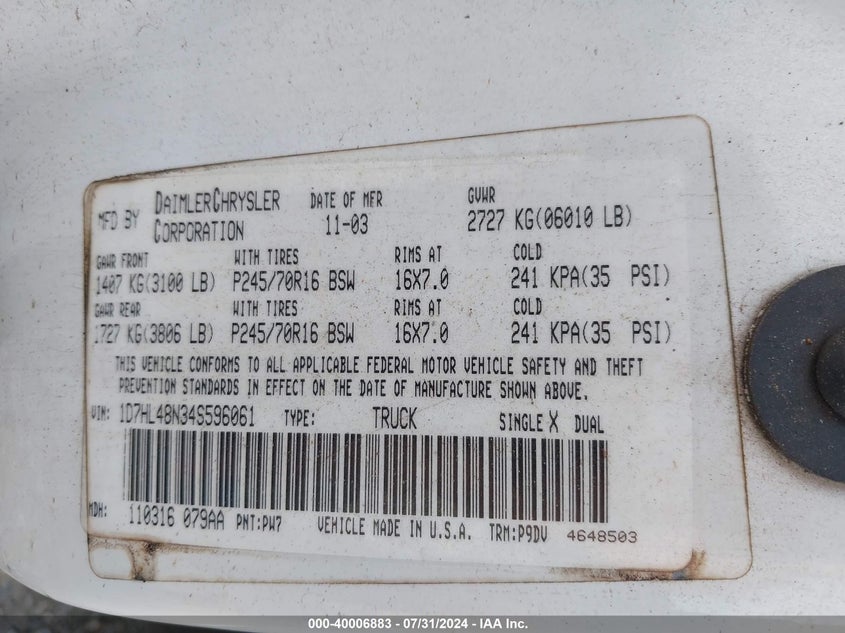 MFD BY DAIMLERCHRYSLER CORPORATION DATE OF MFR 11-03 GVWR 2727 KG(06010 LB)
GAWR FRONT WITH TIRES RIMS AT COLD
1407 KG(3100 LB) P245/70R16 BSW 16X7.0 241 KPA(35 PSI)
GAWR REAR WITH TIRES RIMS AT COLD
1727 KG(3806 LB) P245/70R16 BSW 16X7.0 241 KPA(35 PSI)
THIS VEHICLE CONFORMS TO ALL APPLICABLE FEDERAL MOTOR VEHICLE SAFETY AND THEFT
PREVENTION STANDARDS IN EFFECT ON THE DATE OF MANUFACTURE SHOWN ABOVE.
VIN: 1D7HL48N34S596061 TYPE: TRUCK SINGLE X DUAL
MDH: 110316 079AA PNT:PW7 VEHICLE MADE IN U.S.A. TRM:P9DV 4648503
000-40006883 / 07/31/2024 - IAA Inc.